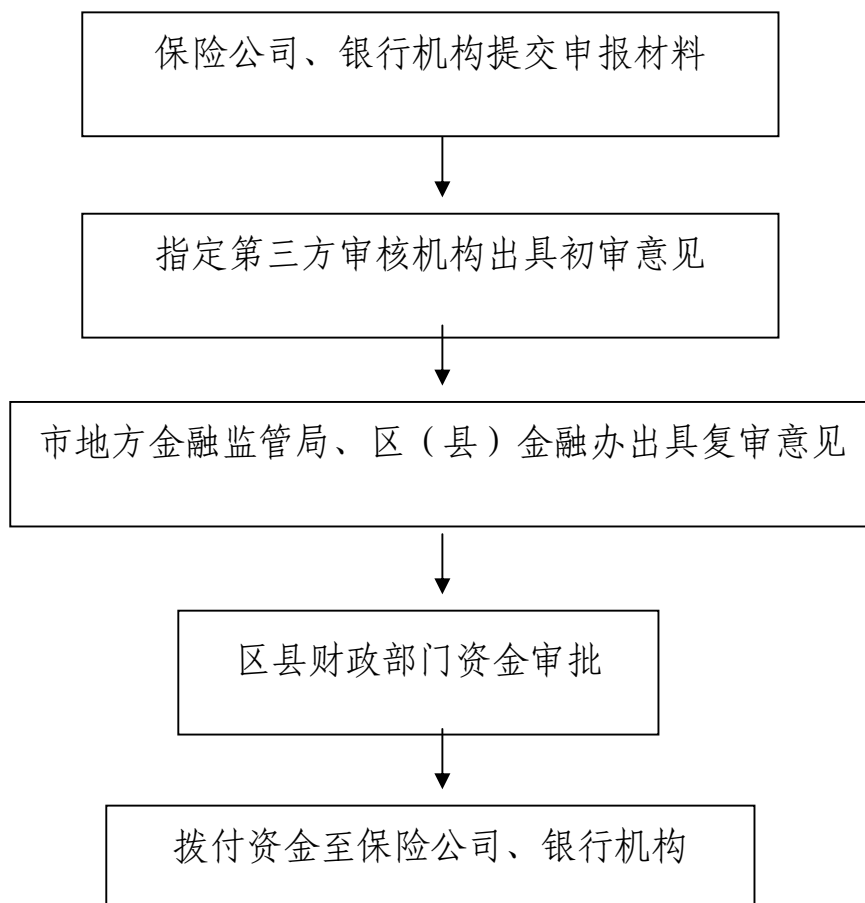 保险公司、银行机构提交申报材料
指定第三方审核机构出具初审意见
市地方金融监管局、区（县）金融办出具复审意见
区县财政部门资金审批
拨付资金至保险公司、银行机构